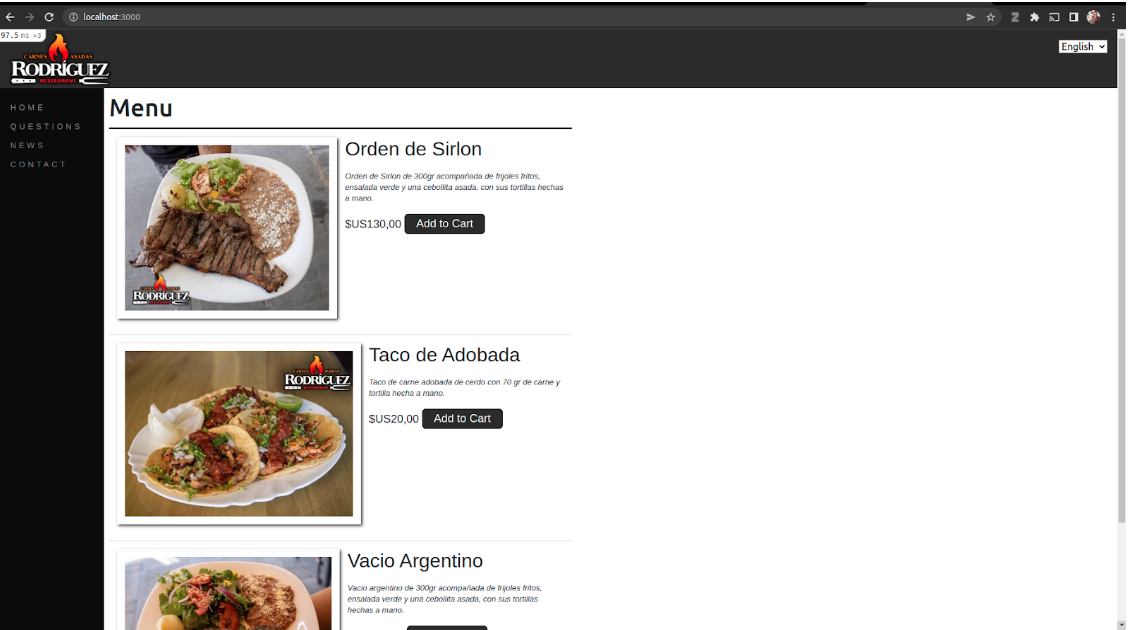 localhost:3000
97.5 ms ×3
CARNES ASADAS
RODRÍGUEZ
RESTAURANT
English
HOME
QUESTIONS
NEWS
CONTACT
Menu
RODRÍGUEZ
Orden de Sirlon
Orden de Sirlon de 300gr acompañada de frijoles fritos,
ensalada verde y una cebollita asada, con sus tortillas hechas
a mano.
$US130,00 Add to Cart
RODRÍGUEZ
Taco de Adobada
Taco de carne adobada de cerdo con 70 gr de carne y
tortilla hecha a mano.
$US20,00 Add to Cart
Vacio Argentino
Vacio argentino de 300gr acompañada de frijoles fritos,
ensalada verde y una cebollita asada, con sus tortillas
hechas a mano.